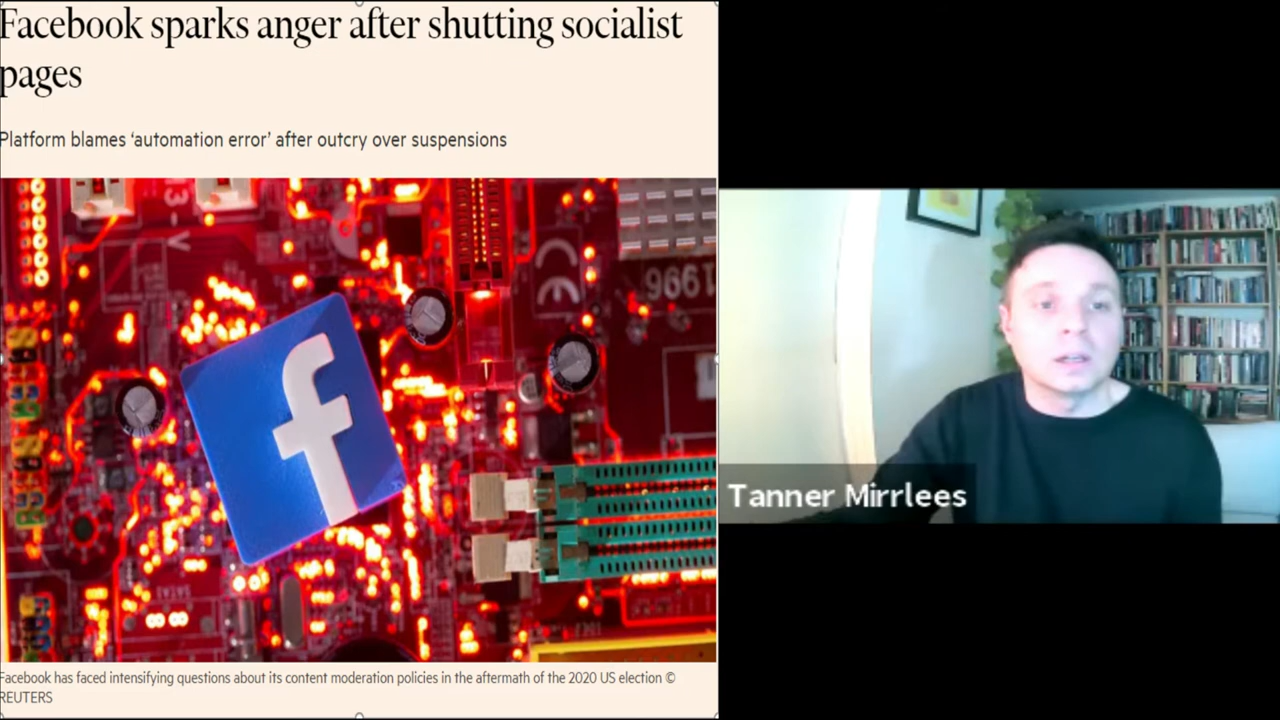 Facebook sparks anger after shutting socialist
pages
Platform blames ‘automation error’ after outcry over suspensions
1996
Facebook has faced intensifying questions about its content moderation policies in the aftermath of the 2020 US election ©
REUTERS
Tanner Mirrlees